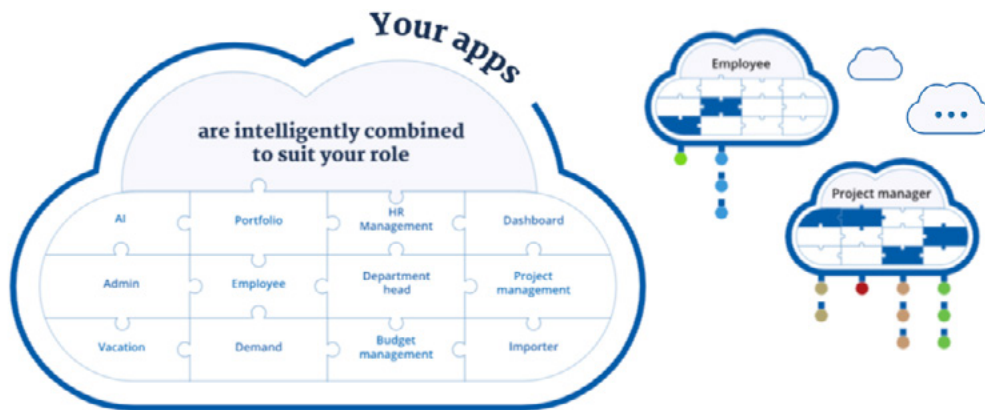 Your apps
are intelligently combined
to suit your role
AI
Portfolio
HR
Management
Dashboard
Admin
Employee
Department
head
Project
management
Vacation
Demand
Budget
management
Importer
Employee
Project manager